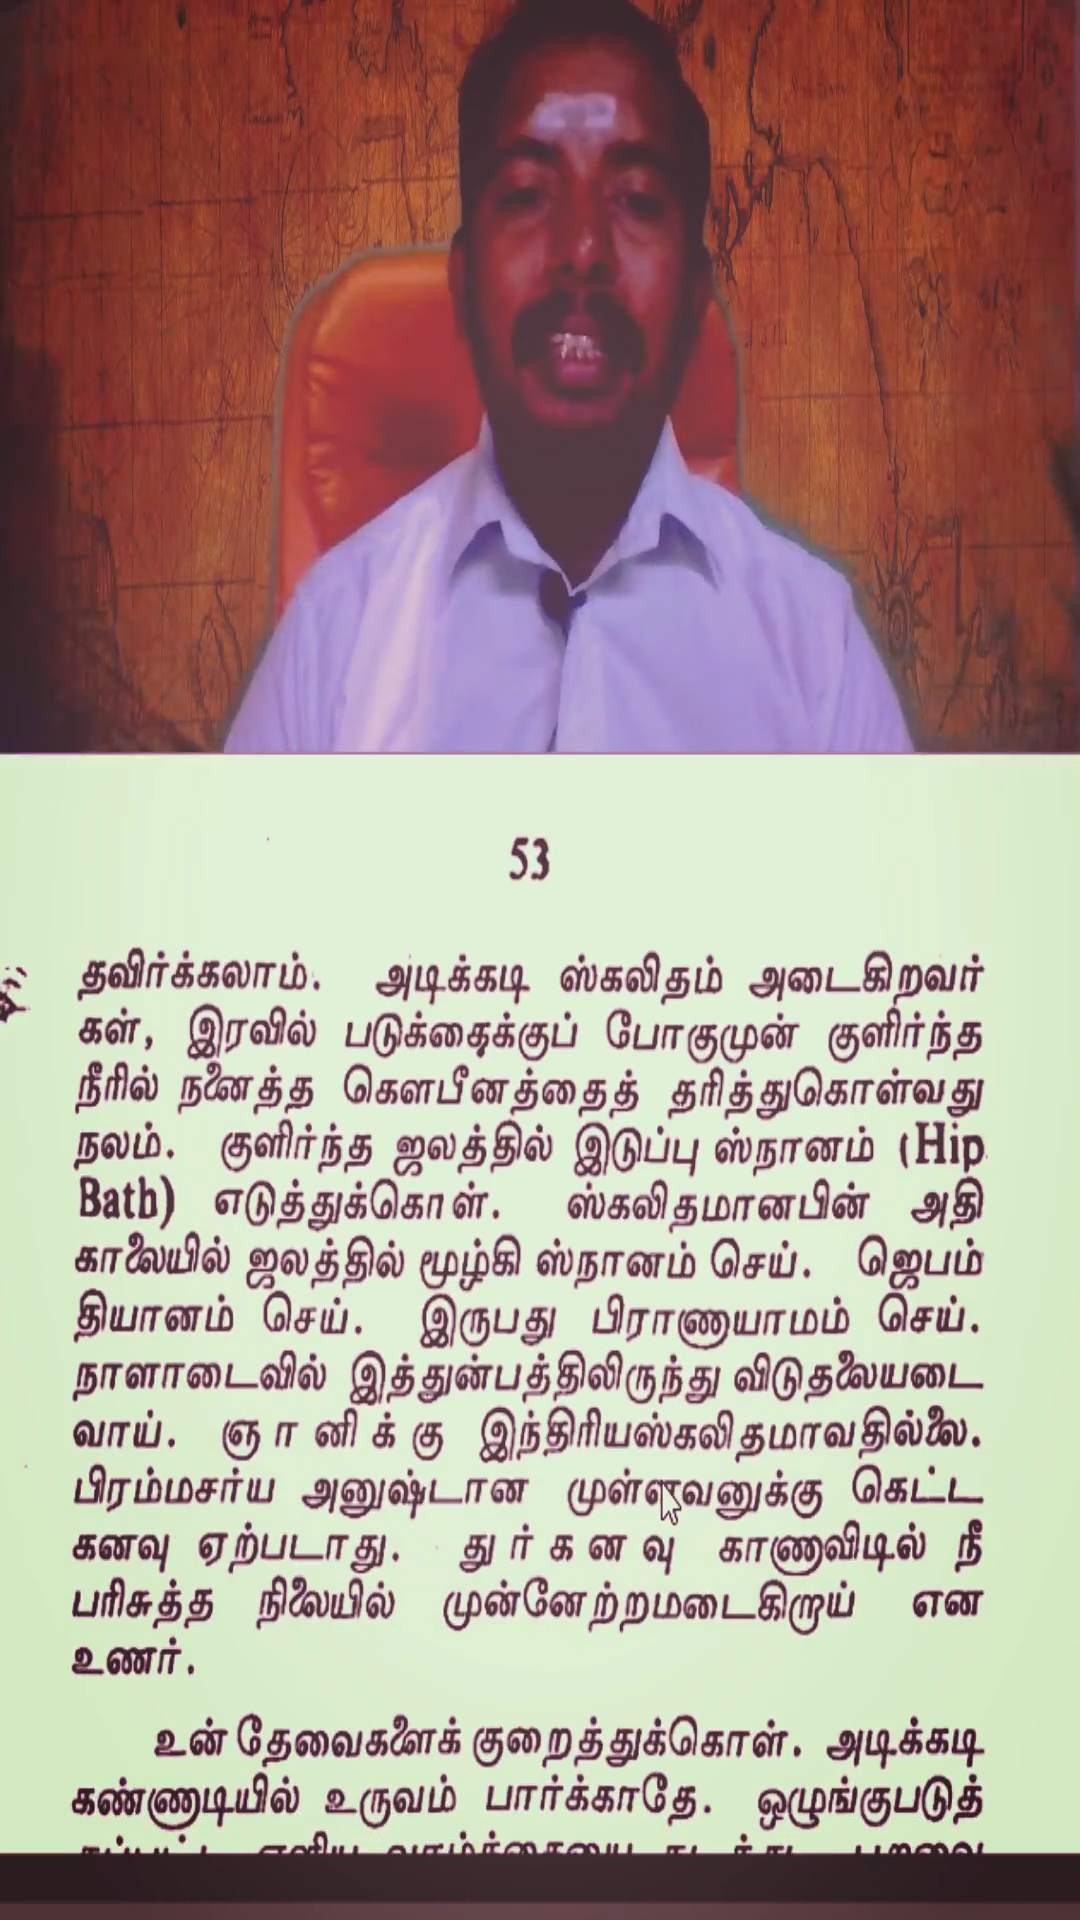 53
தவிர்க்கலாம். அடிக்கடி ஸ்கலிதம் அடைகிறவர்
கள், இரவில் படுக்கைக்குப் போகுமுன் குளிர்ந்த
நீரில் நனைத்த கௌபீனத்தைத் தரித்துகொள்வது
நலம். குளிர்ந்த ஜலத்தில் இடுப்பு ஸ்நானம் (Hip
Bath) எடுத்துக்கொள். ஸ்கலிதமானபின் அதி
காலையில் ஜலத்தில் மூழ்கி ஸ்நானம் செய். ஜெபம்
தியானம் செய். இருபது பிராணாயாமம் செய்.
நாளாடைவில் இத்துன்பத்திலிருந்து விடுதலையடை
வாய். ஞானிக்கு இந்திரியஸ்கலிதமாவதில்லை.
பிரம்மசர்ய அனுஷ்டான முள்ளவனுக்கு கெட்ட
கனவு ஏற்படாது. துர்கனவு காணாவிடில் நீ
பரிசுத்த நிலையில் முன்னேற்றமடைகிறாய் என
உணர்.
உன் தேவைகளைக் குறைத்துக்கொள். அடிக்கடி
கண்ணாடியில் உருவம் பார்க்காதே. ஒழுங்குபடுத்